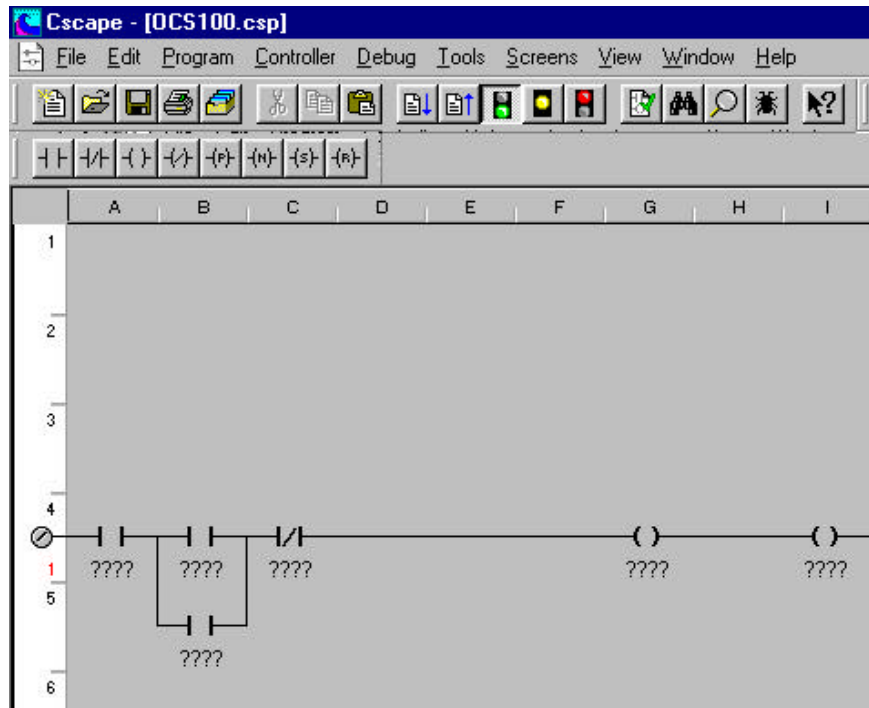 Cscape - [OCS100.csp]
File Edit Program Controller Debug Tools Screens View Window Help
(P) (N) (S) (R)
A B C D E F G H I
1
2
3
4
1 ???? ???? ???? ???? ????
5
????
6